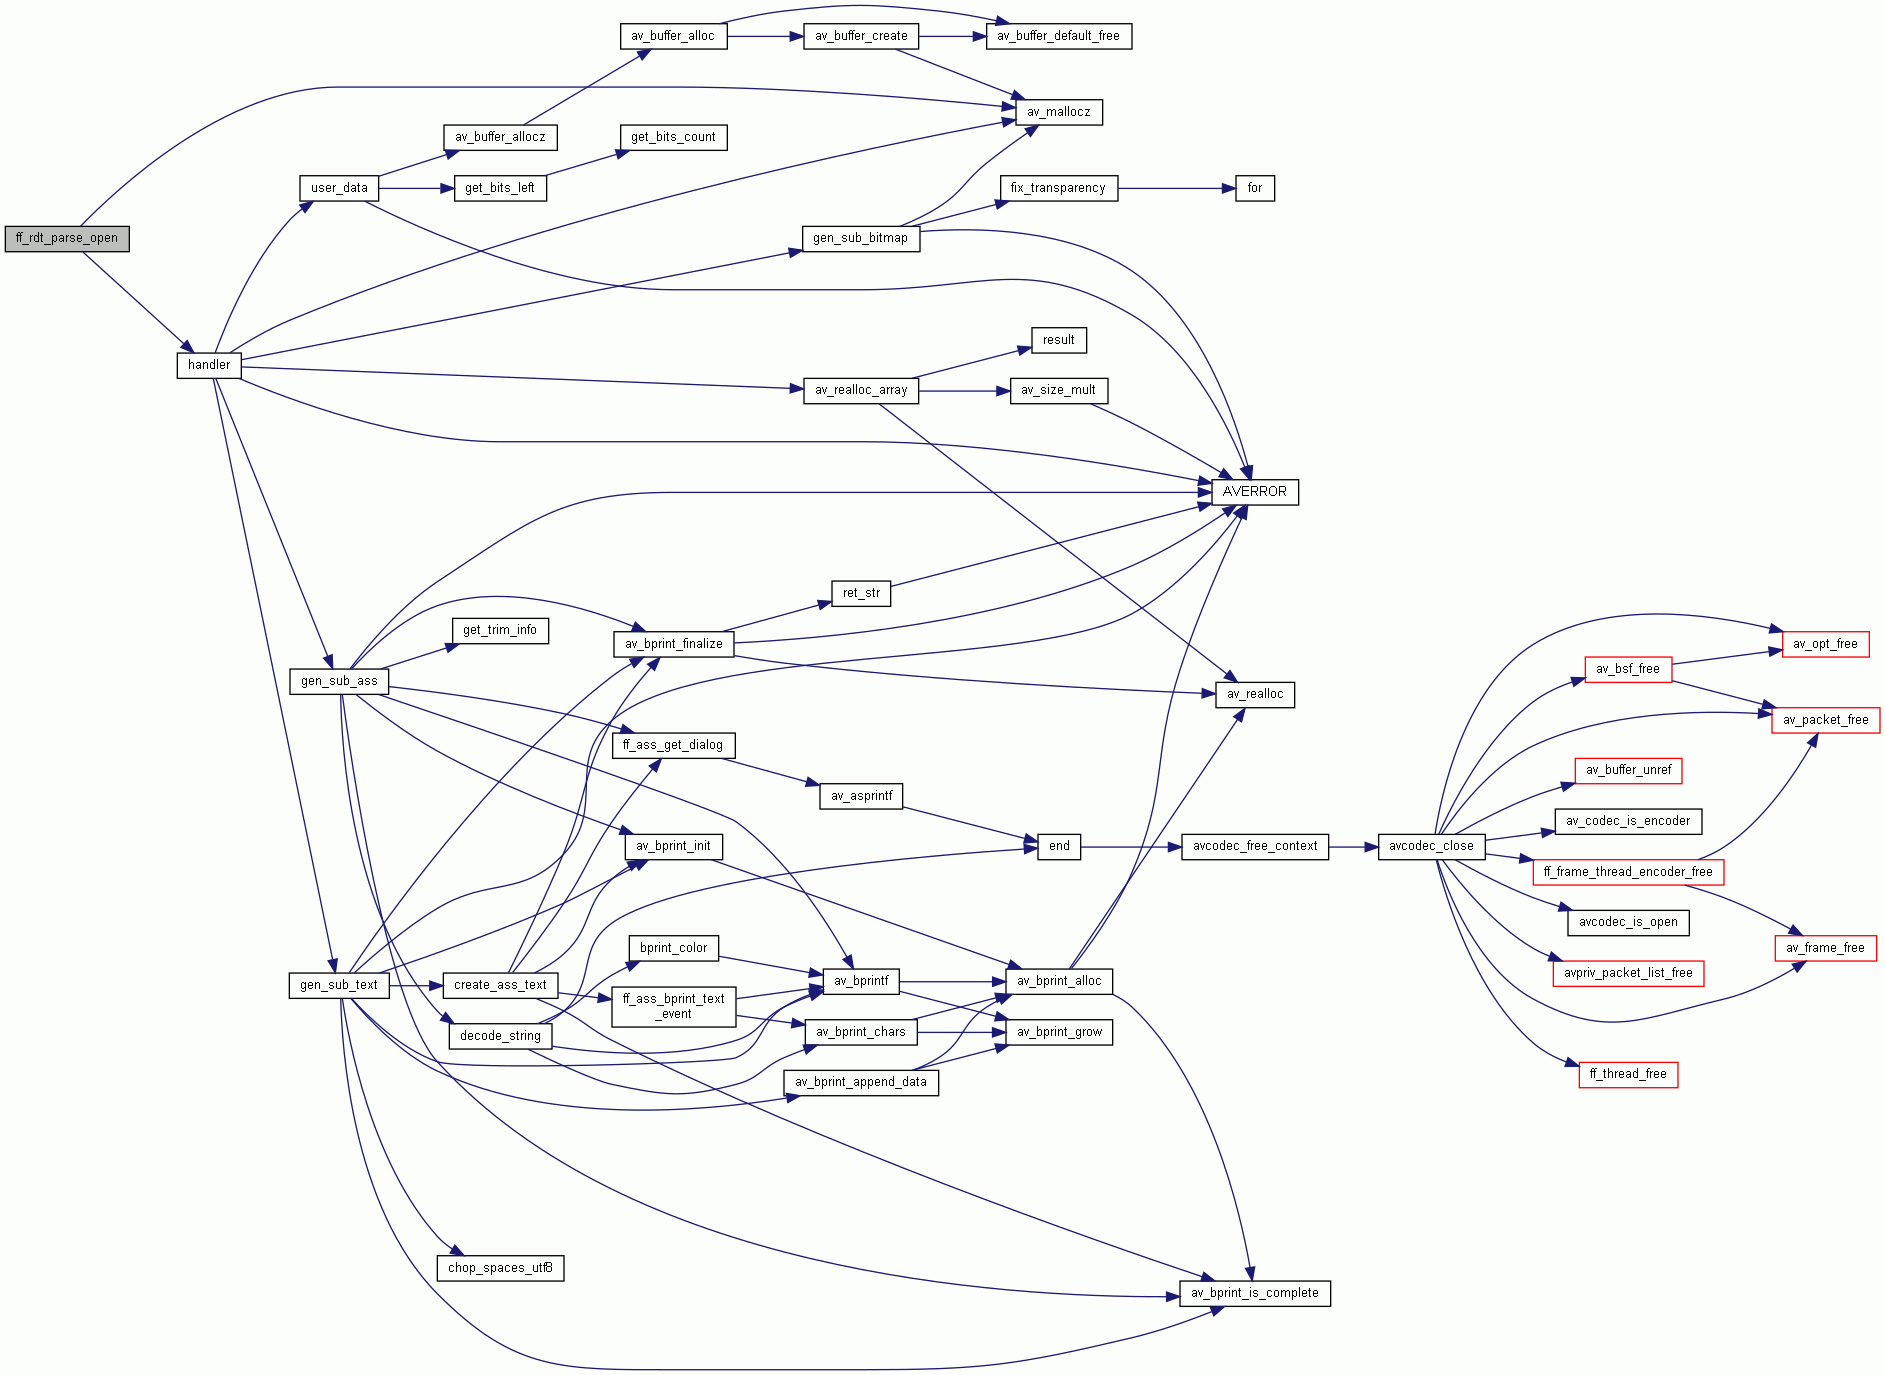 av_buffer_alloc
av_buffer_create
av_buffer_default_free
av_mallocz
av_buffer_allocz
get_bits_count
user_data
get_bits_left
fix_transparency
for
ff_rdt_parse_open
gen_sub_bitmap
result
handler
av_realloc_array
av_size_mult
AVERROR
ret_str
get_trim_info
av_bprint_finalize
av_opt_free
av_bsf_free
gen_sub_ass
av_realloc
av_packet_free
ff_ass_get_dialog
av_buffer_unref
av_asprintf
av_codec_is_encoder
av_bprint_init
end
avcodec_free_context
avcodec_close
ff_frame_thread_encoder_free
avcodec_is_open
bprint_color
av_frame_free
avpriv_packet_list_free
gen_sub_text
create_ass_text
av_bprintf
av_bprint_alloc
ff_ass_bprint_text
_event
decode_string
av_bprint_chars
av_bprint_grow
ff_thread_free
av_bprint_append_data
chop_spaces_utf8
av_bprint_is_complete